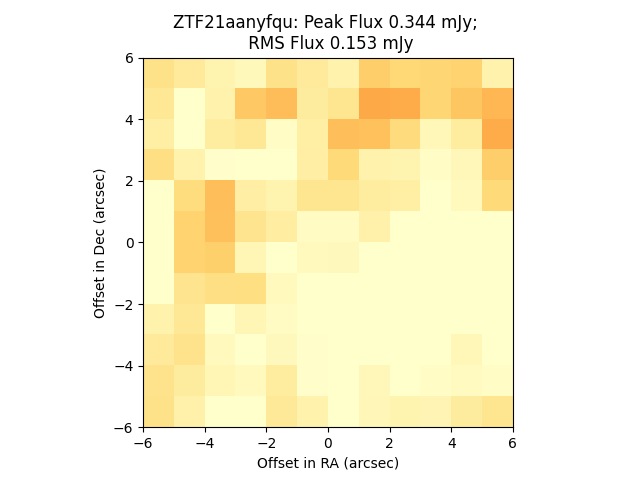 ZTF21aanyfqu: Peak Flux 0.344 mJy;
RMS Flux 0.153 mJy
6
4
2
0
−2
−4
−6
Offset in Dec (arcsec)
−6 −4 −2 0 2 4 6
Offset in RA (arcsec)